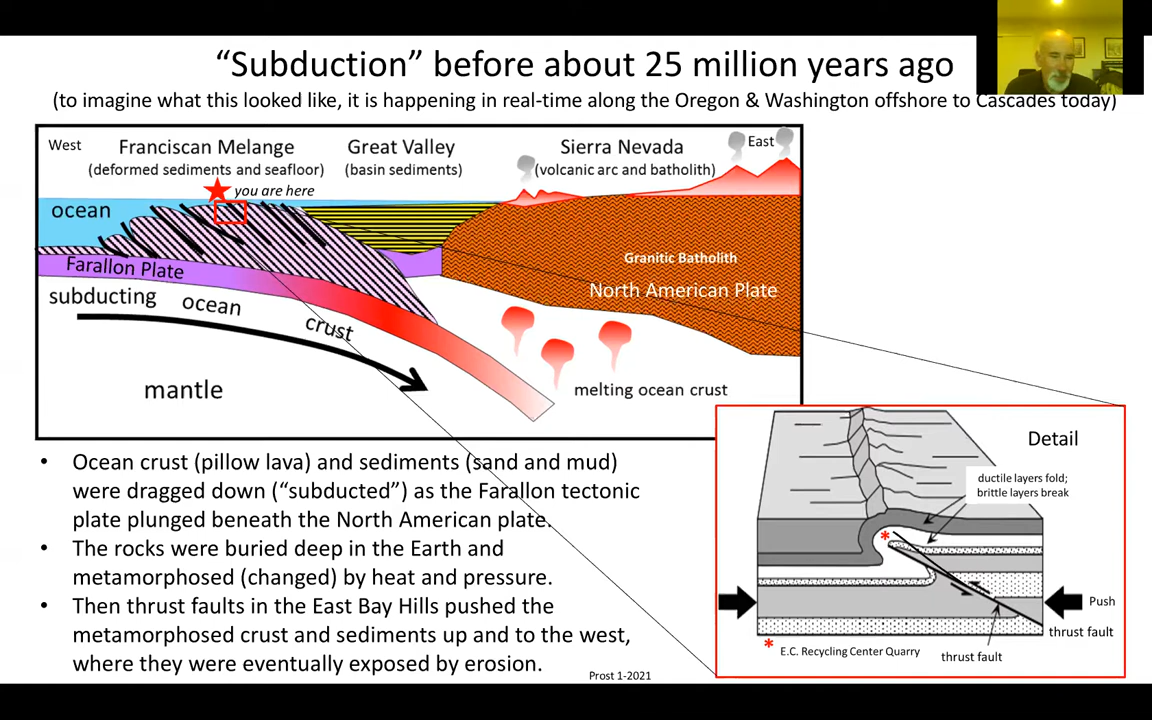 “Subduction” before about 25 million years ago
(to imagine what this looked like, it is happening in real-time along the Oregon & Washington offshore to Cascades today)
West
Franciscan Melange
(deformed sediments and seafloor)
Great Valley
(basin sediments)
Sierra Nevada
(volcanic arc and batholith)
East
you are here
ocean
Farallon Plate
subducting ocean crust
mantle
Granitic Batholith
North American Plate
melting ocean crust
• Ocean crust (pillow lava) and sediments (sand and mud)
were dragged down (“subducted”) as the Farallon tectonic
plate plunged beneath the North American plate.
• The rocks were buried deep in the Earth and
metamorphosed (changed) by heat and pressure.
• Then thrust faults in the East Bay Hills pushed the
metamorphosed crust and sediments up and to the west,
where they were eventually exposed by erosion.
Prost 1-2021
Detail
ductile layers fold;
brittle layers break
*
Push
thrust fault
* E.C. Recycling Center Quarry
thrust fault